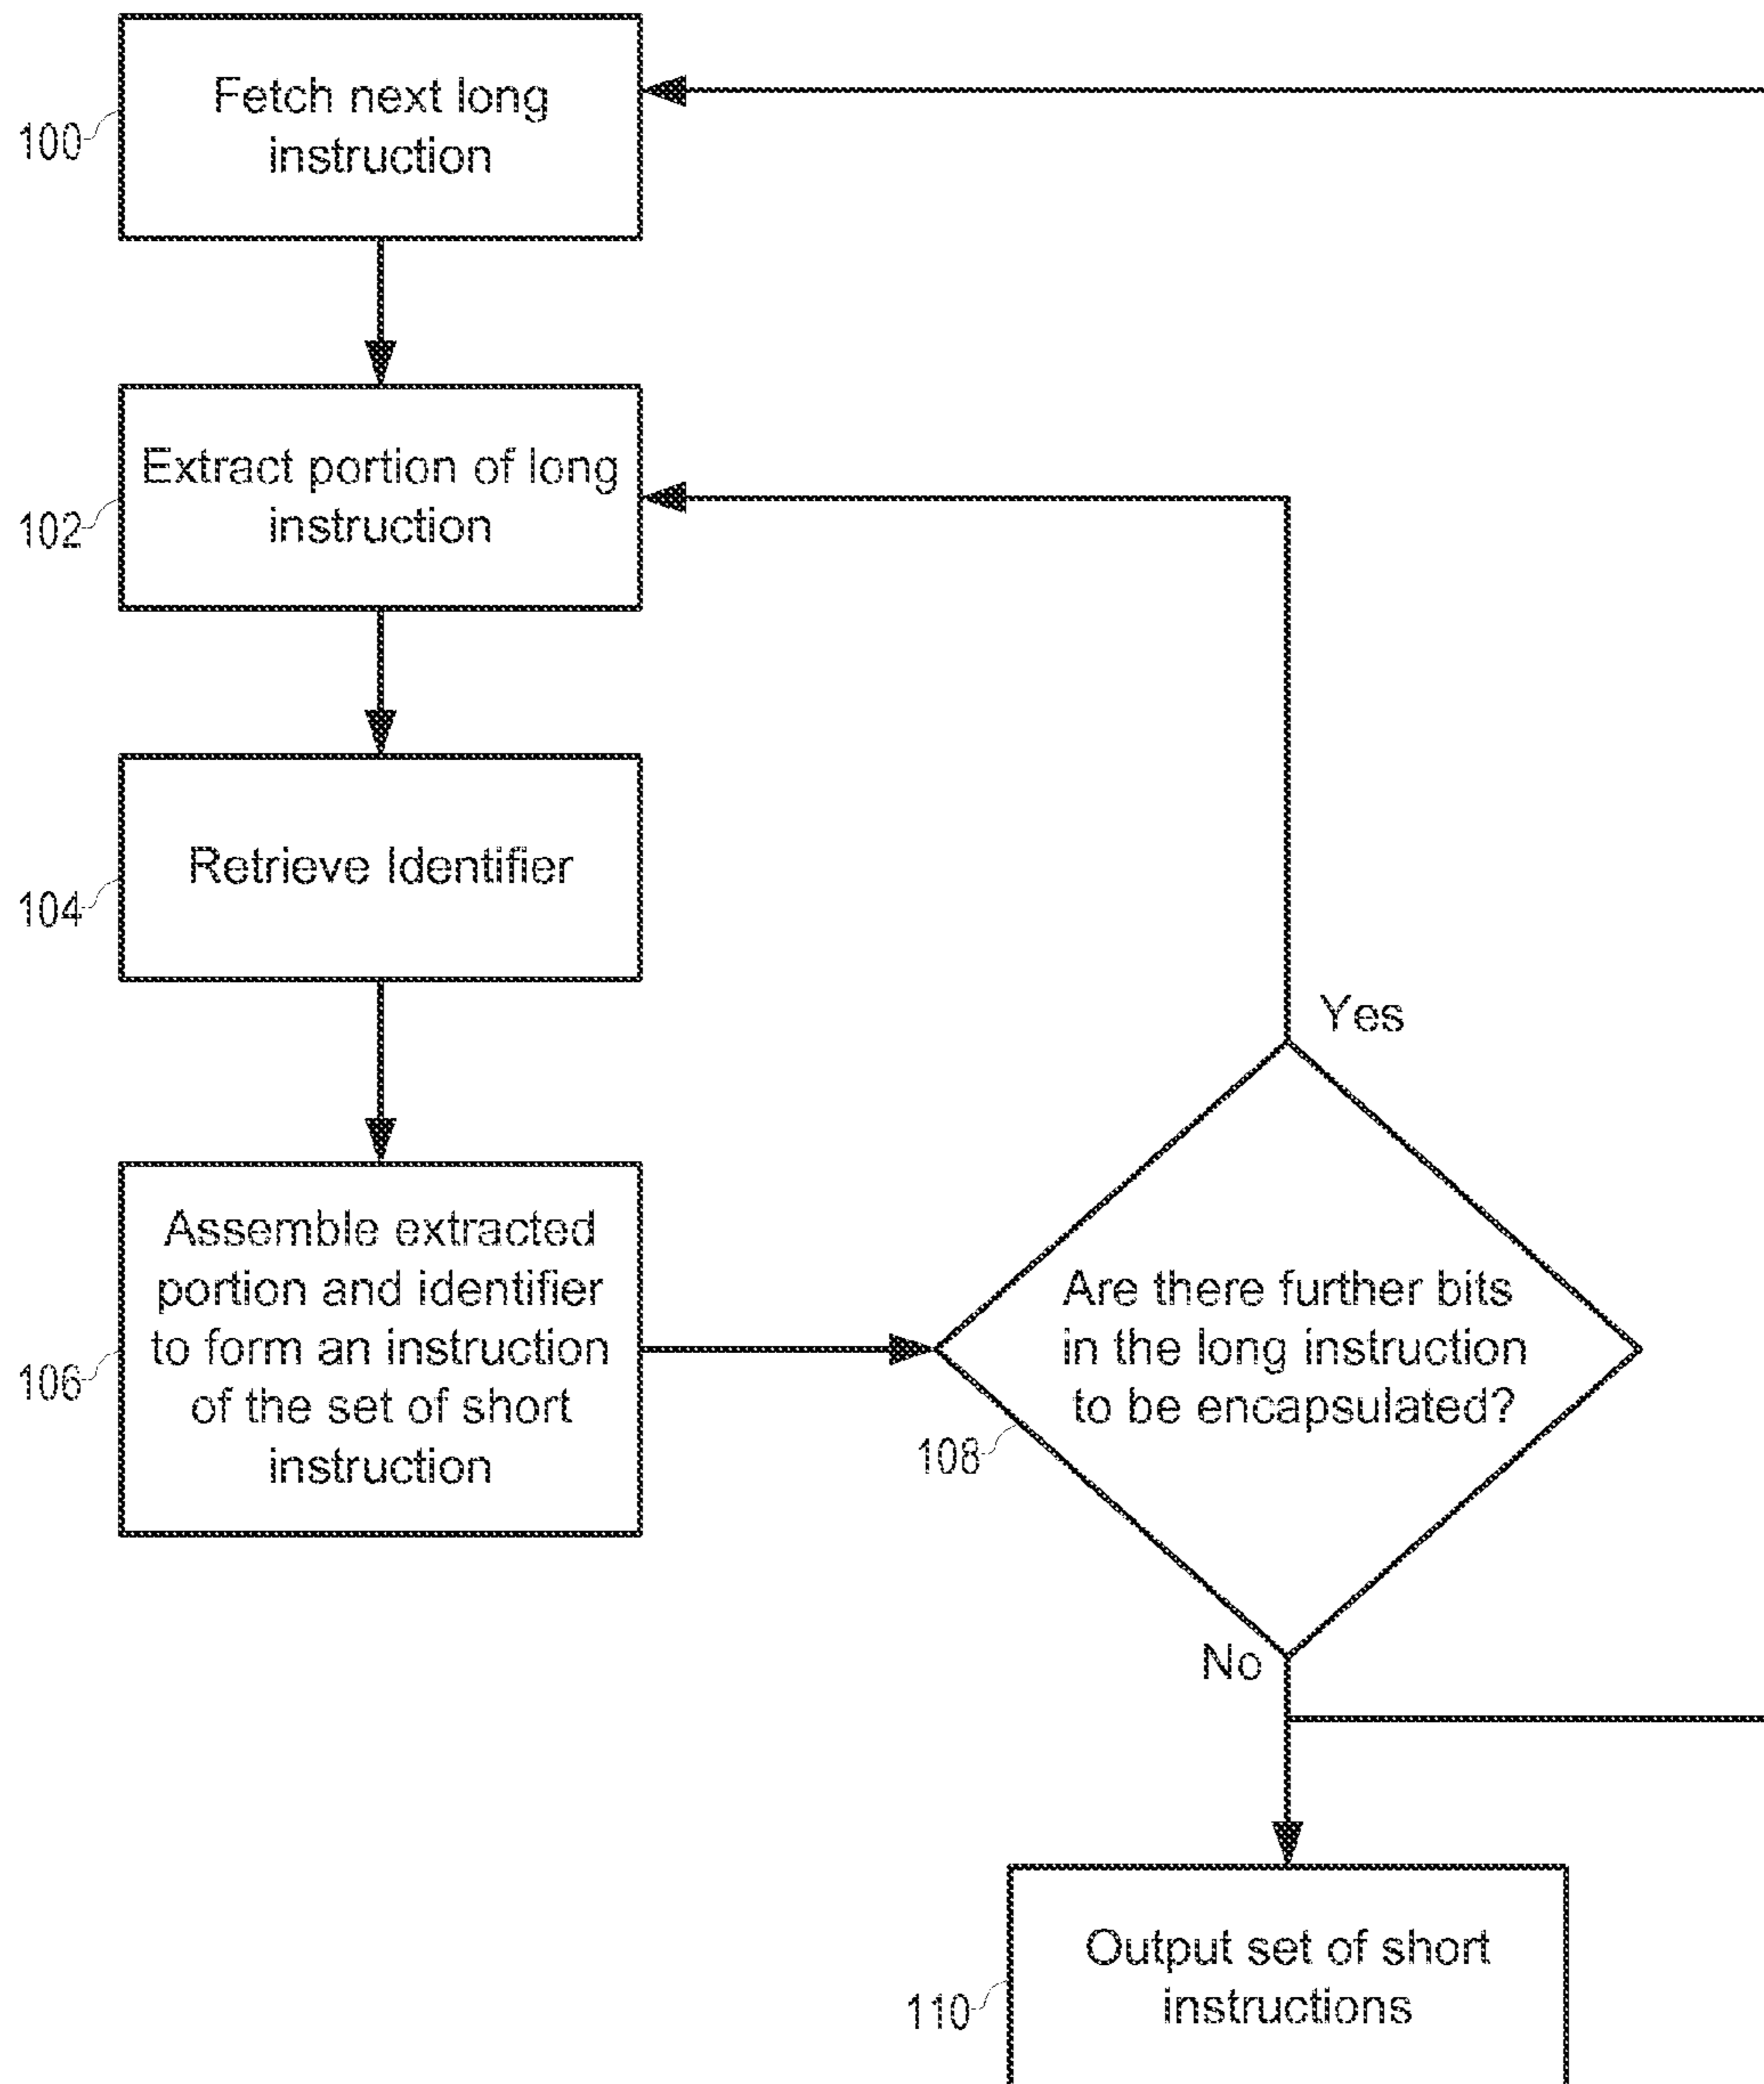 Fetch next long
instruction
100
Extract portion of long
instruction
102
Retrieve Identifier
104
Assemble extracted
portion and identifier
to form an instruction
of the set of short
instruction
106
Yes
Are there further bits
in the long instruction
to be encapsulated?
108
No
Output set of short
instructions
110